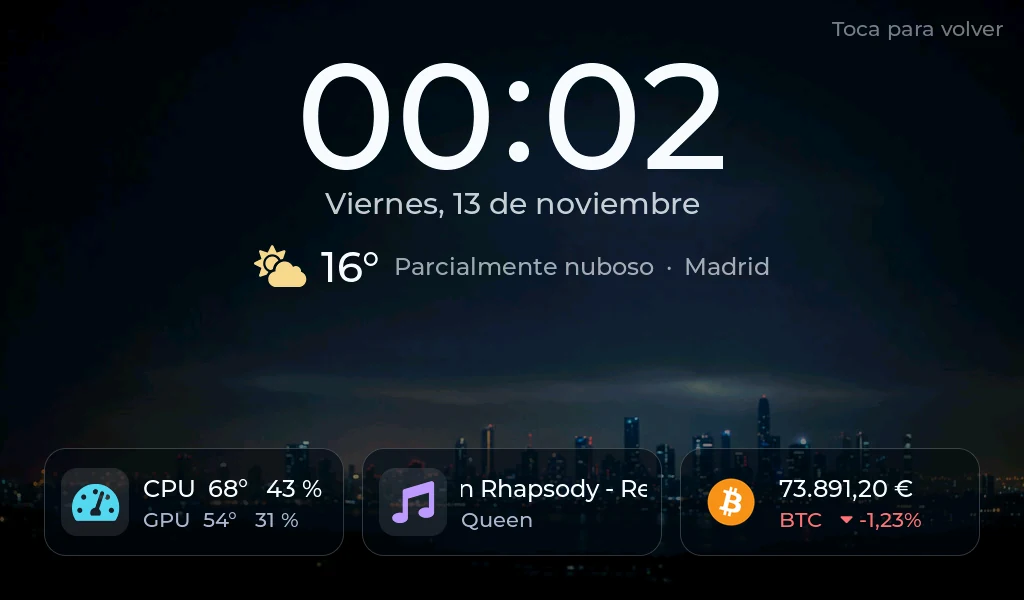 Toca para volver
00:02
Viernes, 13 de noviembre
16° Parcialmente nuboso · Madrid
CPU 68° 43 %
GPU 54° 31 %
n Rhapsody - Re
Queen
73.891,20 €
BTC ▼ -1,23%